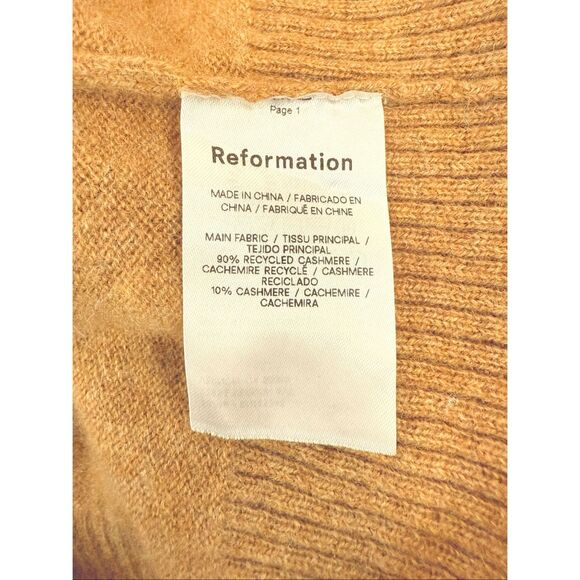 Page 1
Reformation
MADE IN CHINA / FABRICADO EN
CHINA / FABRIQUÉ EN CHINE
MAIN FABRIC / TISSU PRINCIPAL /
TEJIDO PRINCIPAL
90% RECYCLED CASHMERE /
CACHEMIRE RECYCLÉ / CASHMERE
RECICLADO
10% CASHMERE / CACHEMIRE /
CACHEMIRA